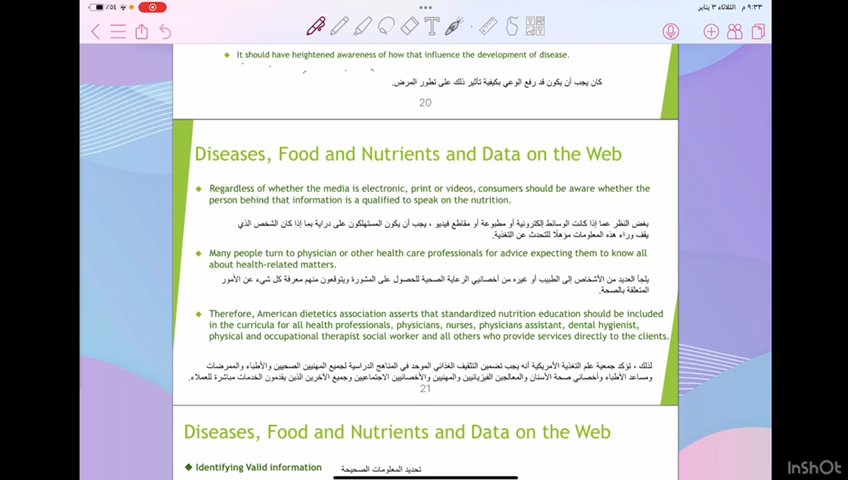 ٩:٣٣ م الثلاثاء ٣ يناير
٥٤٪
It should have heightened awareness of how that influence the development of disease.
كان يجب أن يكون قد رفع الوعي بكيفية تأثير ذلك على تطور المرض.
20
Diseases, Food and Nutrients and Data on the Web
Regardless of whether the media is electronic, print or videos, consumers should be aware whether the
person behind that information is a qualified to speak on the nutrition.
بغض النظر عما إذا كانت الوسائط إلكترونية أو مطبوعة أو مقاطع فيديو ، يجب أن يكون المستهلكون على دراية بما إذا كان الشخص الذي
يقف وراء هذه المعلومات مؤهلًا للتحدث عن التغذية.
Many people turn to physician or other health care professionals for advice expecting them to know all
about health-related matters.
يلجأ العديد من الأشخاص إلى الطبيب أو غيره من أخصائيي الرعاية الصحية للحصول على المشورة ويتوقعون منهم معرفة كل شيء عن الأمور
المتعلقة بالصحة.
Therefore, American dietetics association asserts that standardized nutrition education should be included
in the curricula for all health professionals, physicians, nurses, physicians assistant, dental hygienist,
physical and occupational therapist social worker and all others who provide services directly to the clients.
لذلك ، تؤكد جمعية علم التغذية الأمريكية أنه يجب تضمين التثقيف الغذائي الموحد في المناهج الدراسية لجميع المهنيين الصحيين والأطباء والممرضات
ومساعد الأطباء وأخصائي صحة الأسنان والمعالجين الفيزيائيين والمهنيين والأخصائيين الاجتماعيين وجميع الآخرين الذين يقدمون الخدمات مباشرة للعملاء.
21
Diseases, Food and Nutrients and Data on the Web
Identifying Valid information تحديد المعلومات الصحيحة
InShOt